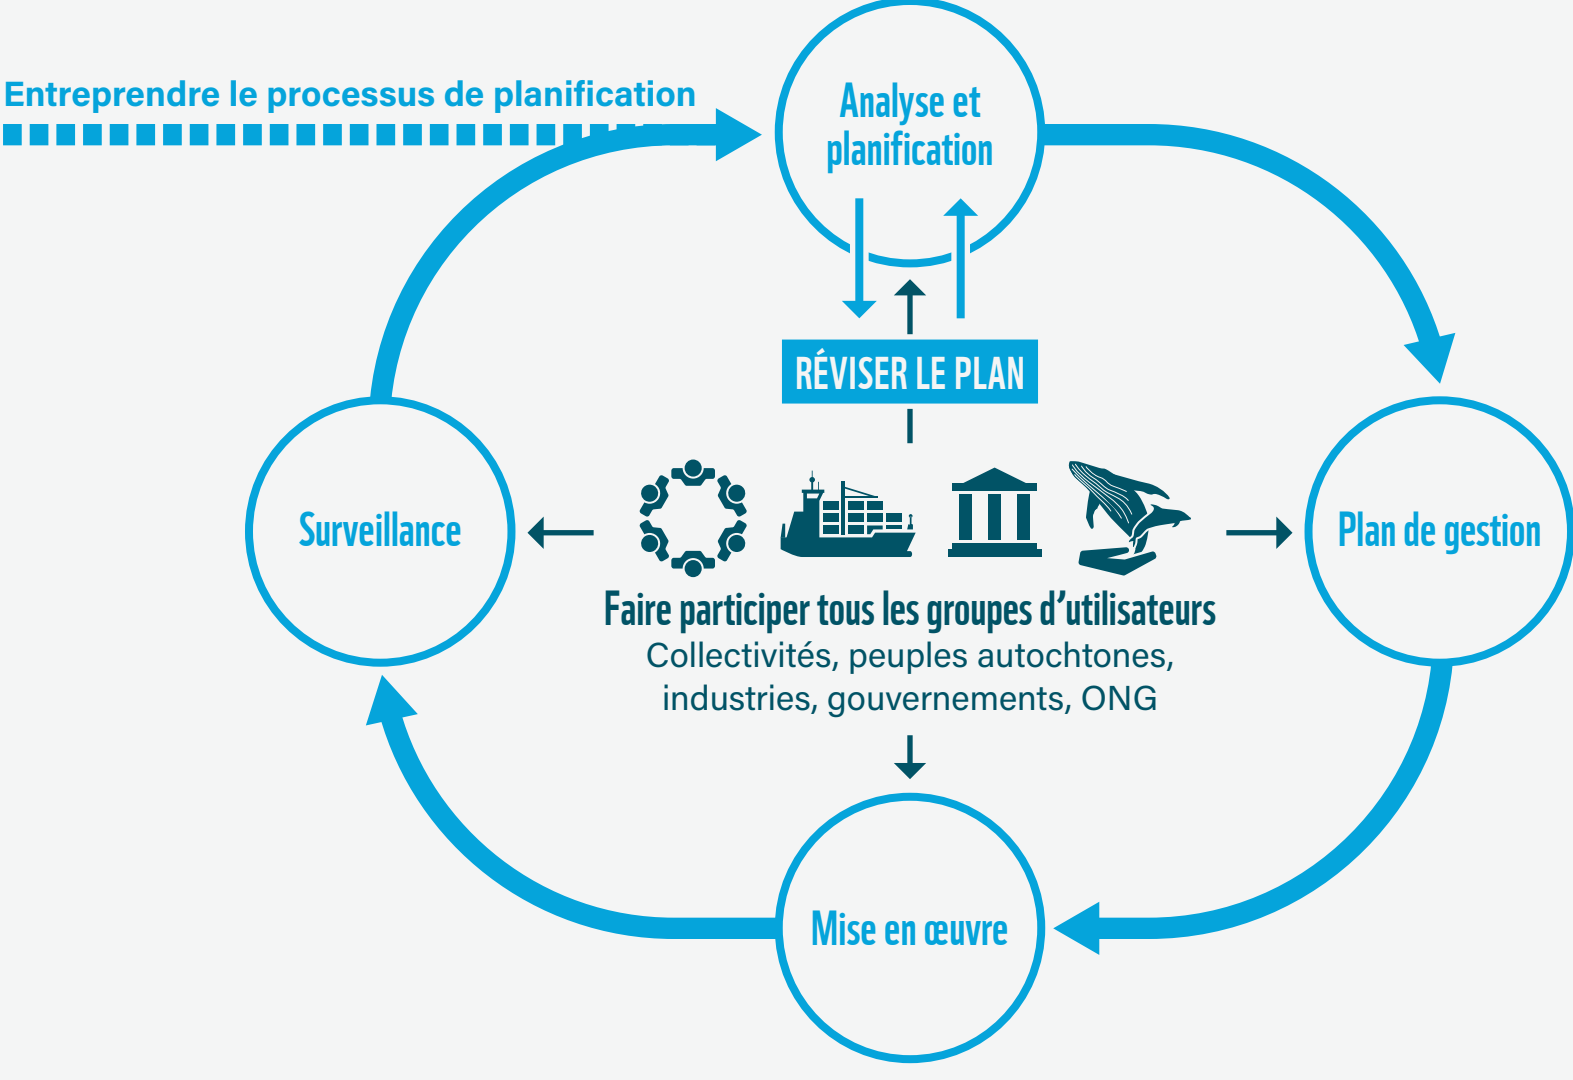 Entreprendre le processus de planification
Analyse et
planification
RÉVISER LE PLAN
Surveillance
Plan de gestion
Faire participer tous les groupes d’utilisateurs
Collectivités, peuples autochtones,
industries, gouvernements, ONG
Mise en œuvre